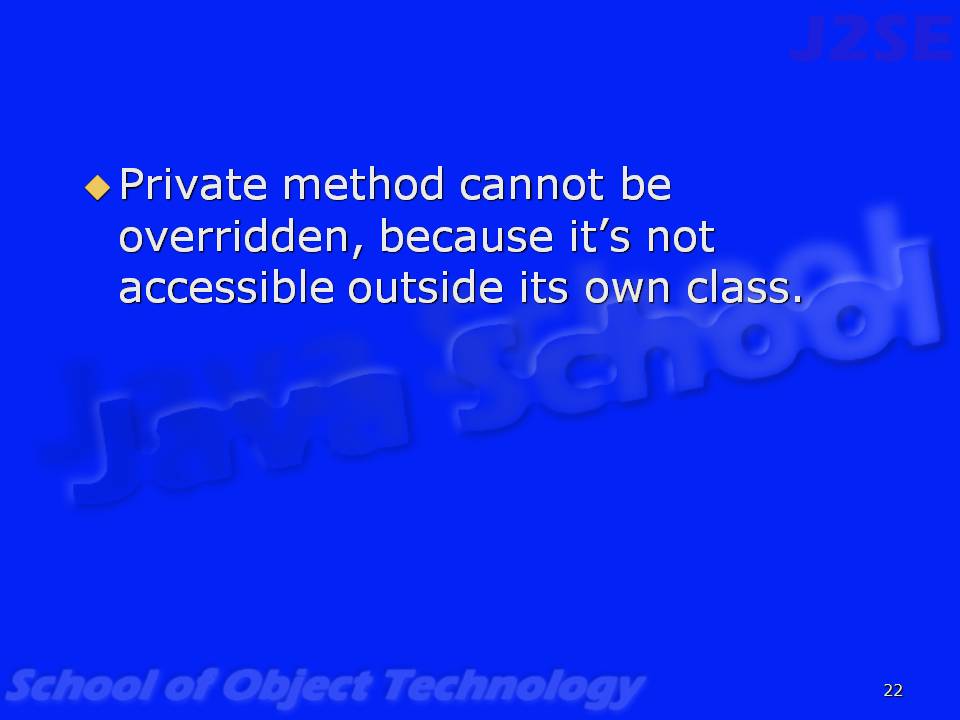 J2SE
Private method cannot be
overridden, because it’s not
accessible outside its own class.
Java School
School of Object Technology
22